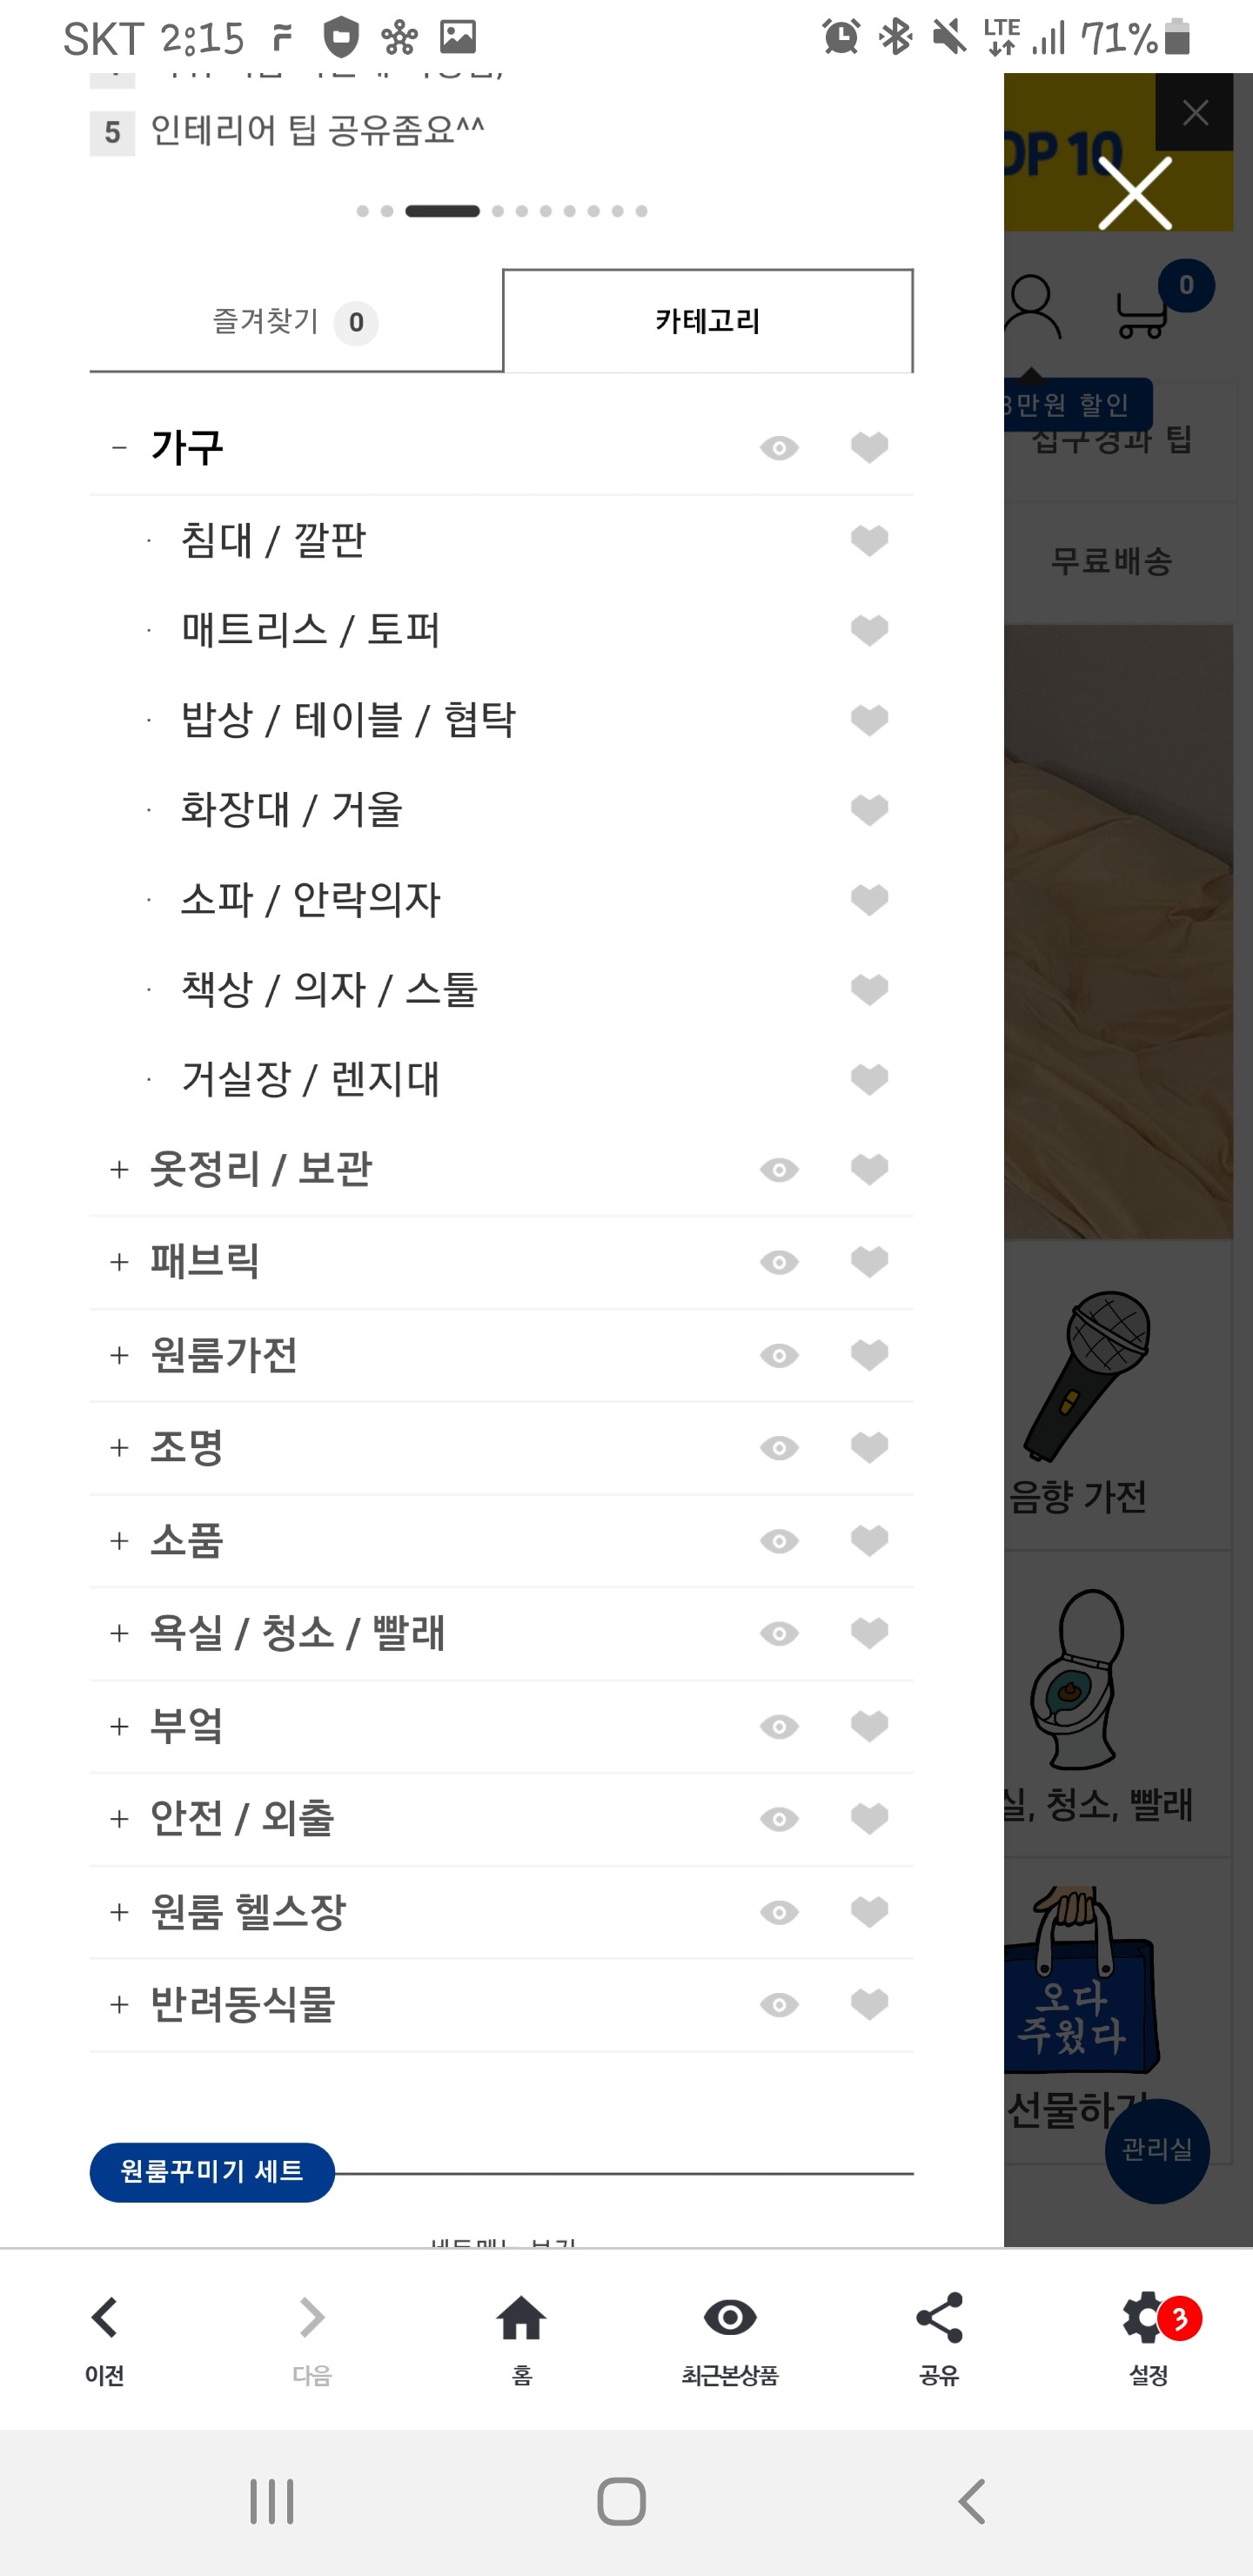 SKT 2:15
LTE 71%
5 인테리어 팁 공유좀요^^
OP 10
0
즐겨찾기 0
카테고리
3만원 할인
집구경과 팁
무료배송
− 가구
· 침대 / 깔판
· 매트리스 / 토퍼
· 밥상 / 테이블 / 협탁
· 화장대 / 거울
· 소파 / 안락의자
· 책상 / 의자 / 스툴
· 거실장 / 렌지대
+ 옷정리 / 보관
+ 패브릭
+ 원룸가전
+ 조명
음향 가전
+ 소품
+ 욕실 / 청소 / 빨래
+ 부엌
실, 청소, 빨래
+ 안전 / 외출
+ 원룸 헬스장
+ 반려동식물
오다
주웠다
선물하기
관리실
원룸꾸미기 세트
이전
다음
홈
최근본상품
공유
설정
3